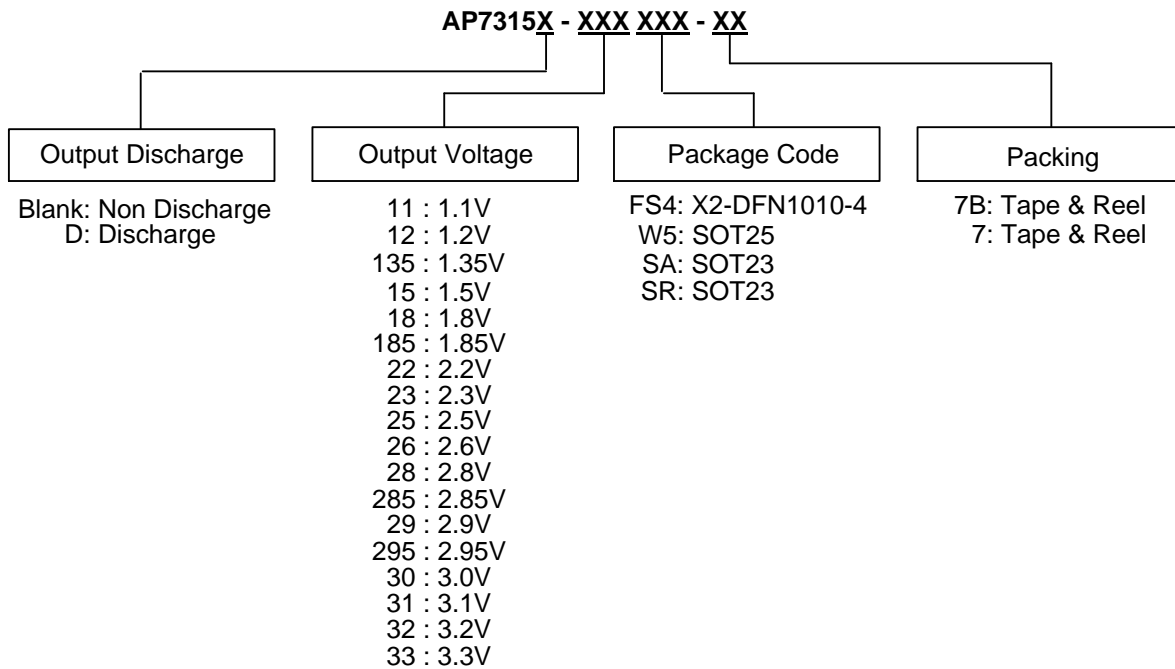 AP7315X - XXX XXX - XX
Output Discharge
Blank: Non Discharge
D: Discharge
Output Voltage
11 : 1.1V
12 : 1.2V
135 : 1.35V
15 : 1.5V
18 : 1.8V
185 : 1.85V
22 : 2.2V
23 : 2.3V
25 : 2.5V
26 : 2.6V
28 : 2.8V
285 : 2.85V
29 : 2.9V
295 : 2.95V
30 : 3.0V
31 : 3.1V
32 : 3.2V
33 : 3.3V
Package Code
FS4: X2-DFN1010-4
W5: SOT25
SA: SOT23
SR: SOT23
Packing
7B: Tape & Reel
7: Tape & Reel